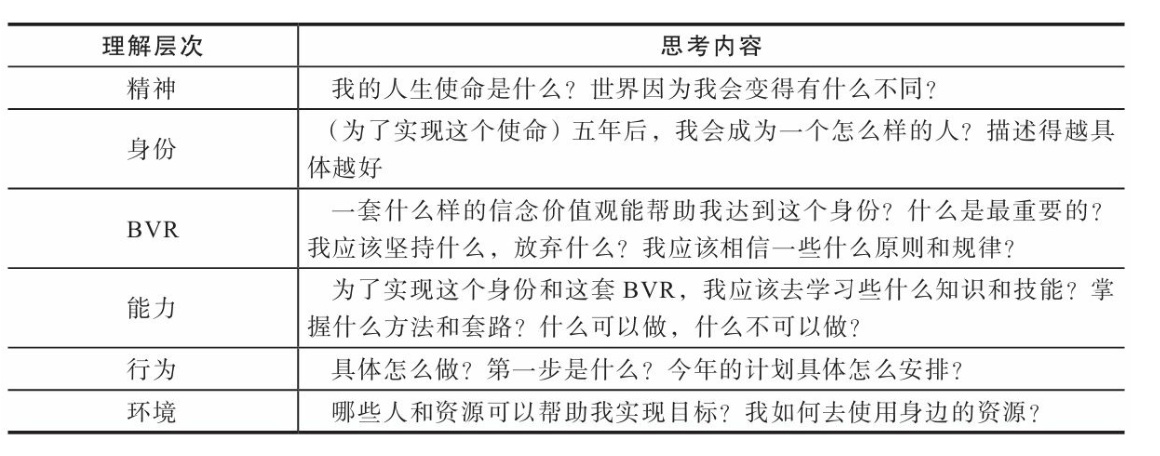 理解层次 思考内容
精神 我的人生使命是什么？世界因为我会变得有什么不同？
身份 （为了实现这个使命）五年后，我会成为一个怎么样的人？描述得越具
体越好
BVR 一套什么样的信念价值观能帮助我达到这个身份？什么是最重要的？
我应该坚持什么，放弃什么？我应该相信一些什么原则和规律？
能力 为了实现这个身份和这套 BVR，我应该去学习些什么知识和技能？掌
握什么方法和套路？什么可以做，什么不可以做？
行为 具体怎么做？第一步是什么？今年的计划具体怎么安排？
环境 哪些人和资源可以帮助我实现目标？我如何去使用身边的资源？